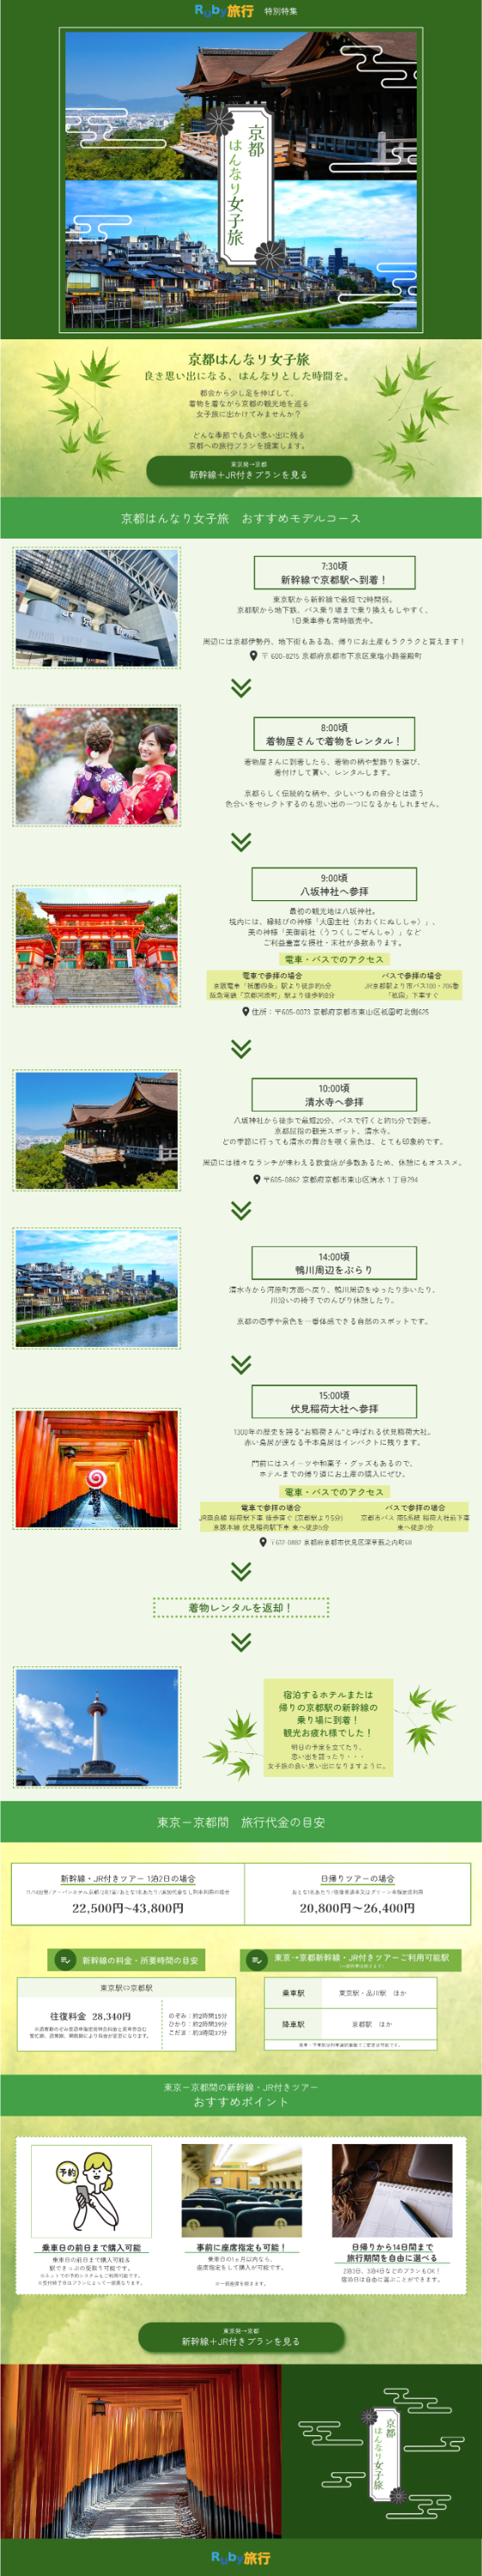 Ruby旅行 特別特集
京都
はんなり女子旅
京都はんなり女子旅
良き思い出になる、はんなりとした時間を。
都会から少し足を伸ばして、
着物を着ながら京都の観光地を巡る
女子旅に出かけてみませんか？
どんな季節でも良い思い出に残る
京都への旅行プランを提案します。
東京発→京都
新幹線＋JR付きプランを見る
京都はんなり女子旅 おすすめモデルコース
7:30頃
新幹線で京都駅へ到着！
東京駅から新幹線で最短で2時間弱。
京都駅から地下鉄、バス乗り場まで乗り換えもしやすく、
1日乗車券も常時販売中。
周辺には京都伊勢丹、地下街もある為、帰りにお土産もラクラクと買えます！
〒600-8216 京都府京都市下京区東塩小路釜殿町
8:00頃
着物屋さんで着物をレンタル！
着物屋さんに到着したら、着物の柄や髪飾りを選び、
着付けして貰い、レンタルします。
京都らしく伝統的な柄や、少しいつもの自分とは違う
色合いをセレクトするのも思い出の一つになるかもしれません。
9:00頃
八坂神社へ参拝
最初の観光地は八坂神社。
境内には、縁結びの神様「大国主社（おおくにぬししゃ）」、
美の神様「美御前社（うつくしごぜんしゃ）」など
ご利益豊富な摂社・末社が多数あります。
電車・バスでのアクセス
電車で参拝の場合
京阪電車「祇園四条」駅より徒歩約5分
阪急電鉄「京都河原町」駅より徒歩約8分
バスで参拝の場合
JR京都駅より市バス100・206番
「祇園」下車すぐ
住所：〒605-0073 京都府京都市東山区祇園町北側625
10:00頃
清水寺へ参拝
八坂神社から徒歩で最短20分、バスで行くと約15分で到着。
京都屈指の観光スポット、清水寺。
どの季節に行っても清水の舞台を覗く景色は、とても印象的です。
周辺には様々なランチが味わえる飲食店が多数あるため、休憩にもオススメ。
〒605-0862 京都府京都市東山区清水１丁目294
14:00頃
鴨川周辺をぶらり
清水寺から河原町方面へ戻り、鴨川周辺をゆったり歩いたり、
川沿いの椅子でのんびり休憩したり。
京都の四季や景色を一番体感できる自然のスポットです。
15:00頃
伏見稲荷大社へ参拝
1300年の歴史を誇る"お稲荷さん"と呼ばれる伏見稲荷大社。
赤い鳥居が連なる千本鳥居はインパクトに残ります。
門前にはスイーツや和菓子・グッズもあるので、
ホテルまでの帰り道にお土産の購入にぜひ。
電車・バスでのアクセス
電車で参拝の場合
JR奈良線 稲荷駅下車 徒歩直ぐ (京都駅より5分)
京阪本線 伏見稲荷駅下車 東へ徒歩5分
バスで参拝の場合
京都市バス 南5系統 稲荷大社前下車
東へ徒歩7分
〒612-0882 京都府京都市伏見区深草薮之内町68
着物レンタルを返却！
宿泊するホテルまたは
帰りの京都駅の新幹線の
乗り場に到着！
観光お疲れ様でした！
明日の予定を立てたり、
思い出を語ったり・・・
女子旅の良い思い出になりますように。
東京－京都間 旅行代金の目安
新幹線・JR付きツアー 1泊2日の場合
22,500円~43,800円
日帰りツアーの場合
20,800円〜26,400円
新幹線の料金・所要時間の目安
東京駅⇔京都駅
往復料金 28,340円
のぞみ：約2時間15分
ひかり：約2時間39分
こだま：約3時間37分
東京→京都新幹線・JR付きツアーご利用可能駅
乗車駅
東京駅・品川駅 ほか
降車駅
京都駅 ほか
東京－京都間の新幹線・JR付きツアー
おすすめポイント
予約
乗車日の前日まで購入可能
乗車日の前日まで購入可能＆
駅できっぷの受取り可能です。
事前に座席指定も可能！
乗車日の1ヶ月以内なら、
座席指定をして購入が可能です。
※一部座席を除きます。
日帰りから14日間まで
旅行期間を自由に選べる
2泊3日、3泊4日などのプランもOK！
宿泊日は自由に選ぶことができます。
東京発→京都
新幹線＋JR付きプランを見る
京都
はんなり女子旅
Ruby旅行